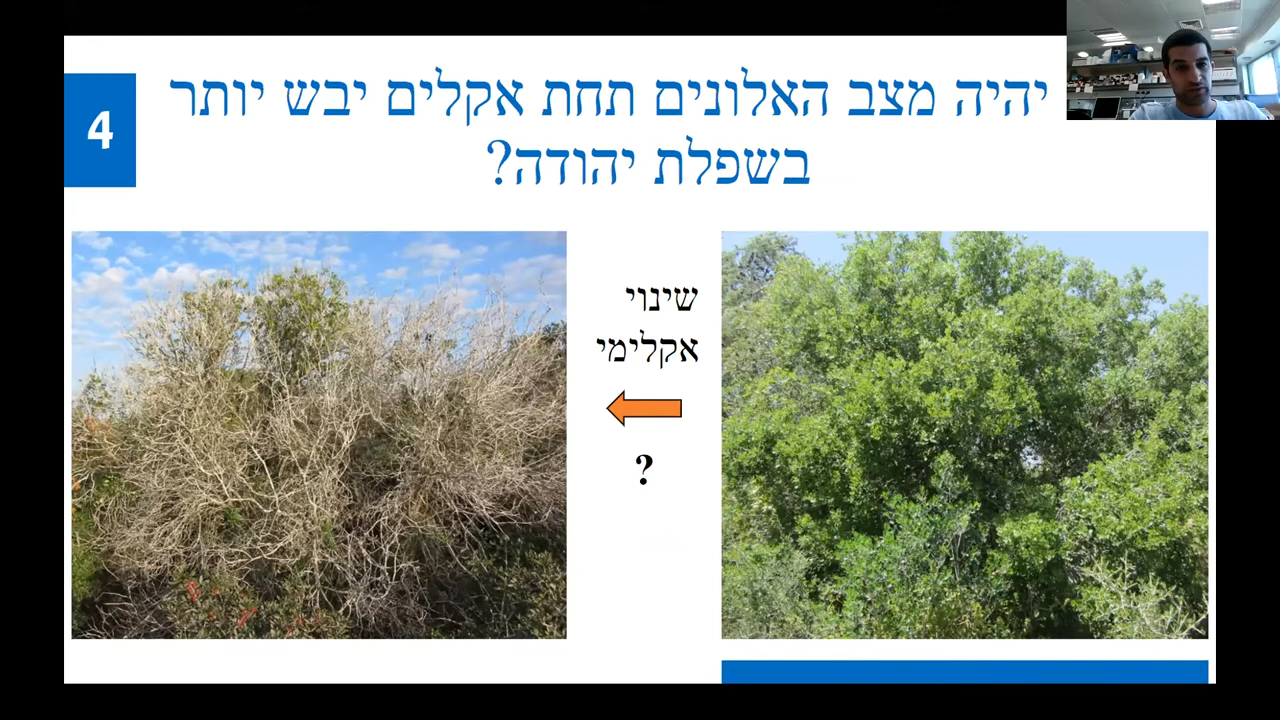 יהיה מצב האלונים תחת אקלים יבש יותר
בשפלת יהודה?
4
שינוי
אקלימי
?